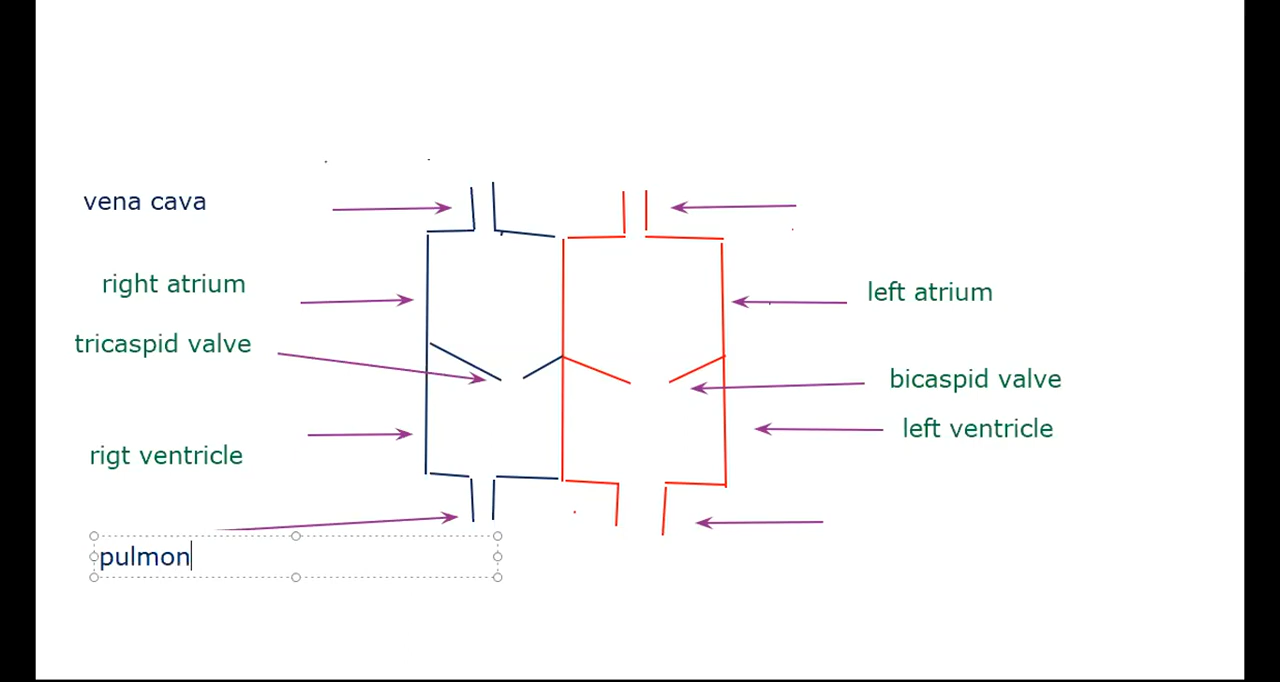 vena cava
right atrium
left atrium
tricaspid valve
bicaspid valve
left ventricle
rigt ventricle
pulmon